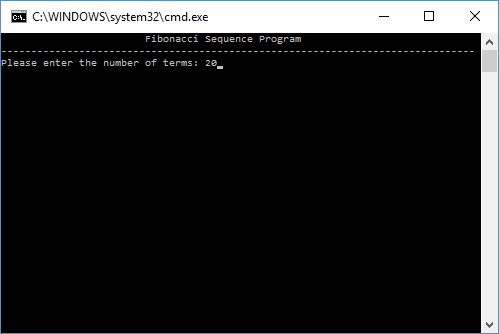 C:\WINDOWS\system32\cmd.exe
Fibonacci Sequence Program
-------------------------------------------------------------------------------
Please enter the number of terms: 20